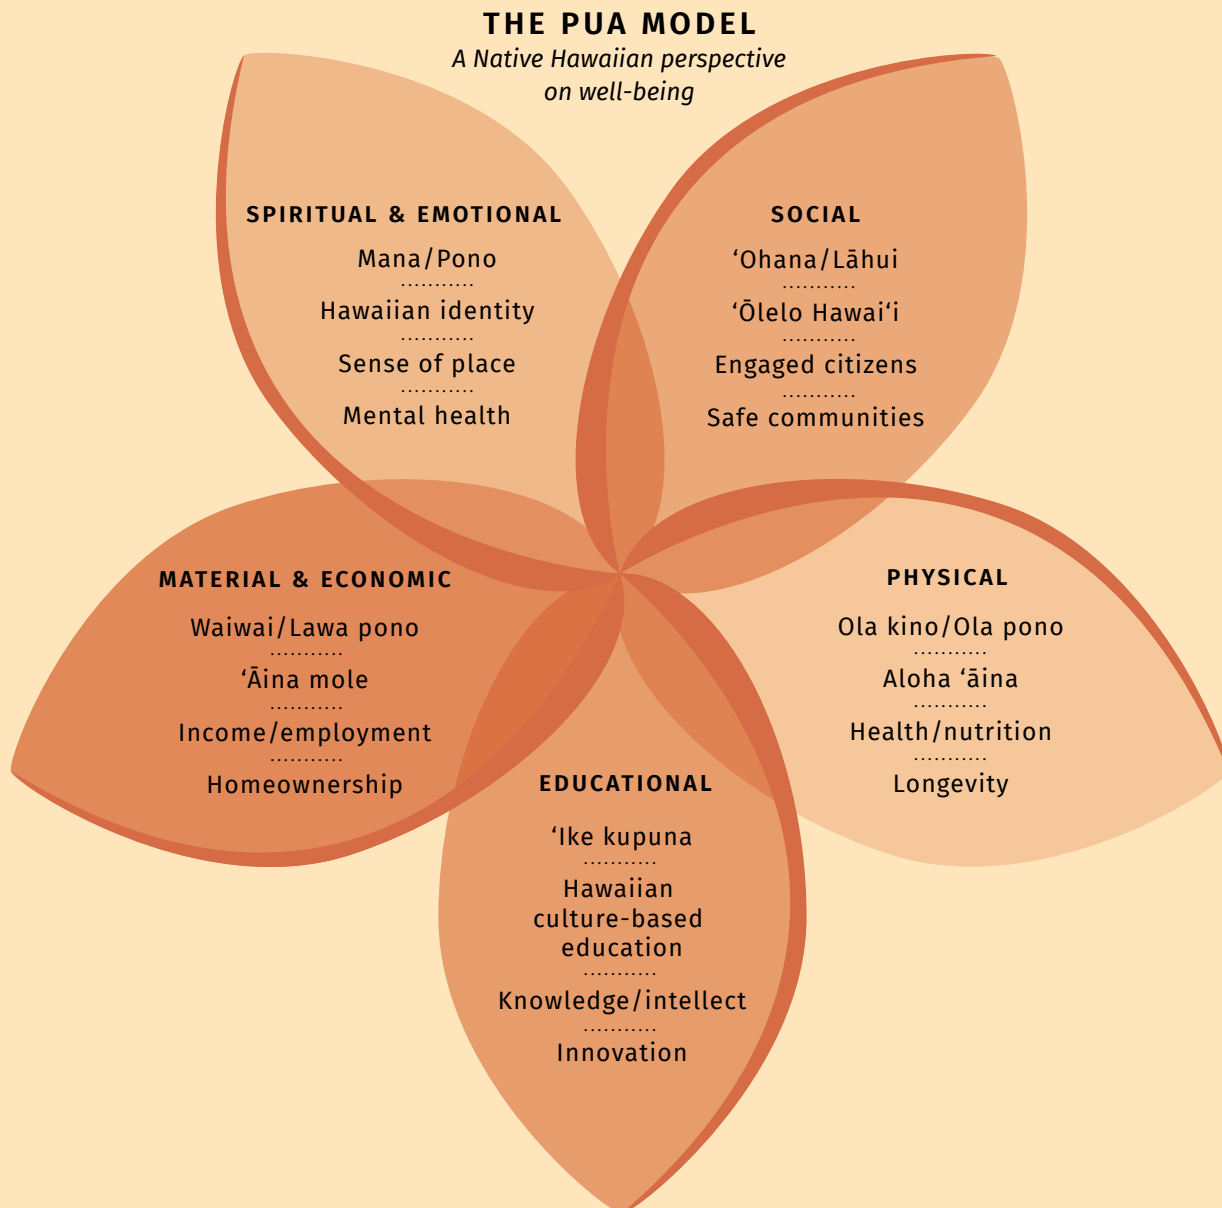 THE PUA MODEL
A Native Hawaiian perspective
on well-being
SPIRITUAL & EMOTIONAL
Mana/Pono
Hawaiian identity
Sense of place
Mental health
SOCIAL
ʻOhana/Lāhui
ʻŌlelo Hawaiʻi
Engaged citizens
Safe communities
MATERIAL & ECONOMIC
Waiwai/Lawa pono
ʻĀina mole
Income/employment
Homeownership
PHYSICAL
Ola kino/Ola pono
Aloha ʻāina
Health/nutrition
Longevity
EDUCATIONAL
ʻIke kupuna
Hawaiian
culture-based
education
Knowledge/intellect
Innovation